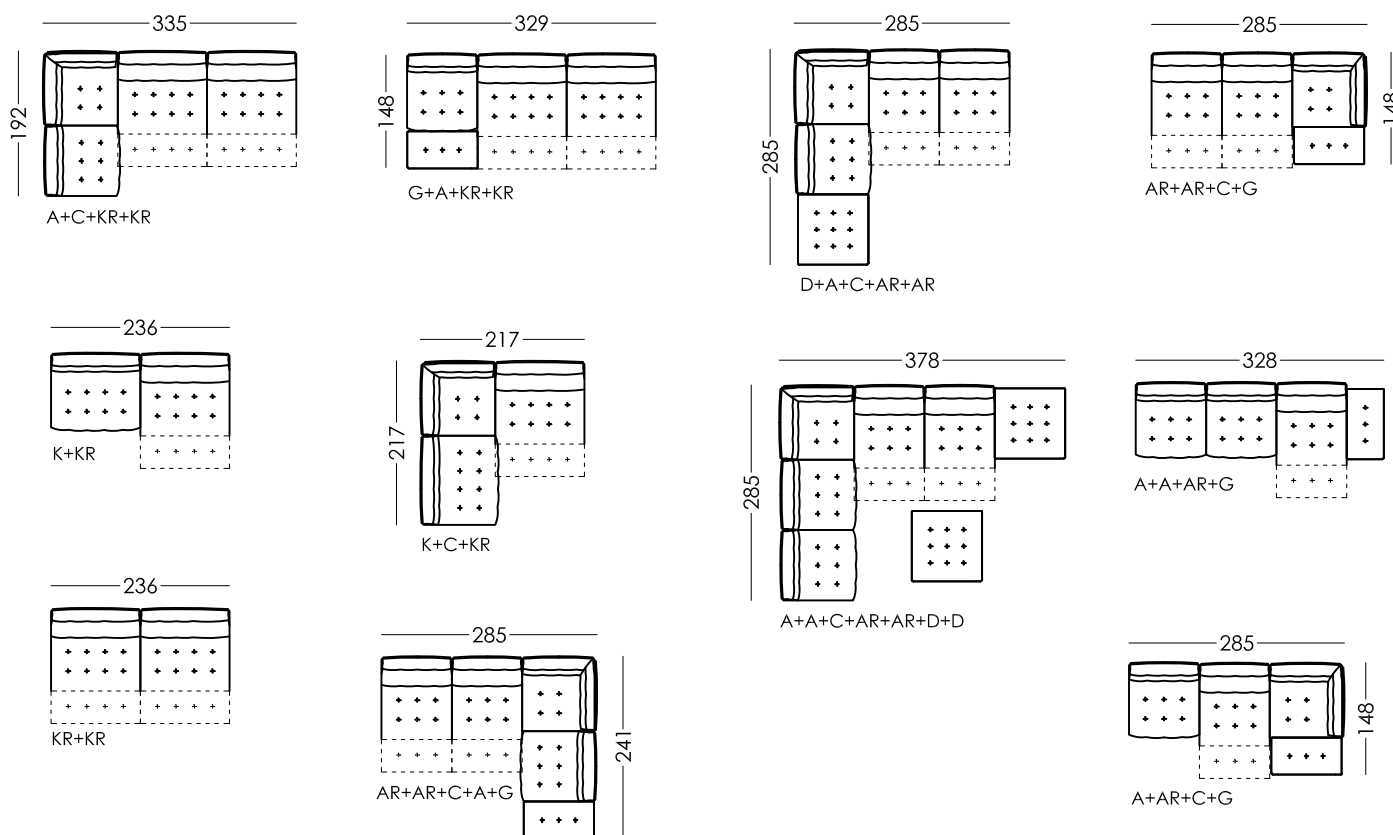 335
192
A+C+KR+KR
329
148
G+A+KR+KR
285
285
D+A+C+AR+AR
285
148
AR+AR+C+G
236
K+KR
217
217
K+C+KR
378
285
A+A+C+AR+AR+D+D
328
A+A+AR+G
236
KR+KR
285
241
AR+AR+C+A+G
285
148
A+AR+C+G